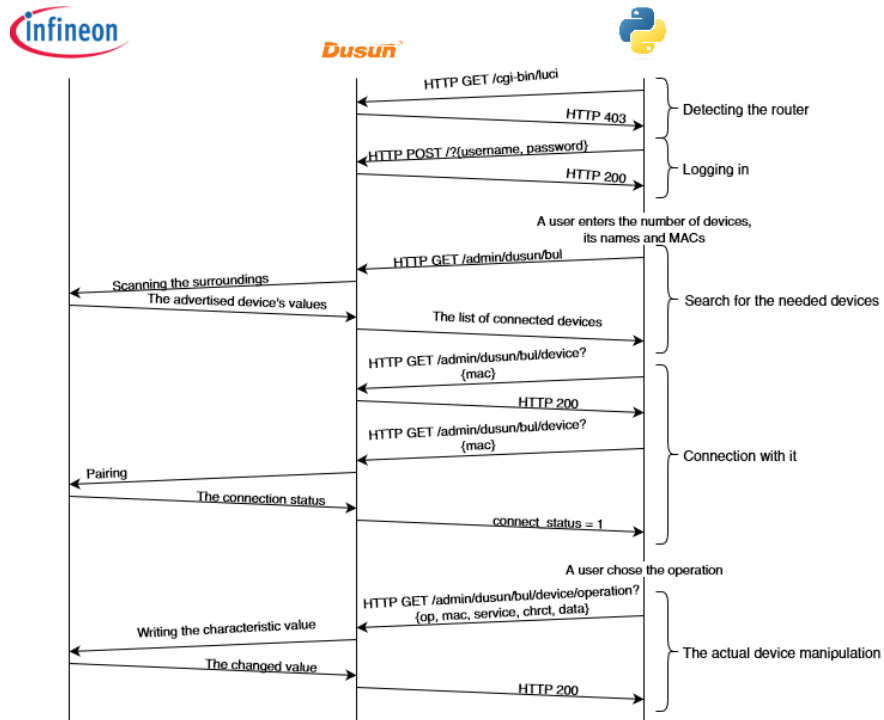 infineon
Dusun
HTTP GET /cgi-bin/luci
HTTP 403
Detecting the router
HTTP POST /?{username, password}
HTTP 200
Logging in
A user enters the number of devices,
its names and MACs
HTTP GET /admin/dusun/bul
Scanning the surroundings
The advertised device's values
The list of connected devices
Search for the needed devices
HTTP GET /admin/dusun/bul/device?
{mac}
HTTP 200
HTTP GET /admin/dusun/bul/device?
{mac}
Connection with it
Pairing
The connection status
connect_status = 1
A user chose the operation
HTTP GET /admin/dusun/bul/device/operation?
{op, mac, service, chrct, data}
Writing the characteristic value
The changed value
The actual device manipulation
HTTP 200